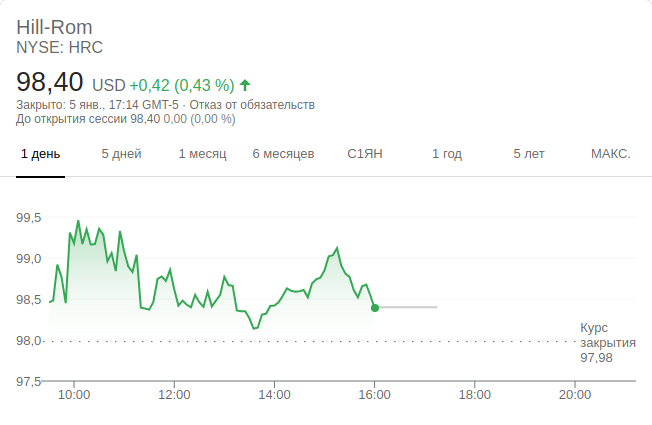 Hill-Rom
NYSE: HRC
98,40 USD +0,42 (0,43 %)
Закрыто: 5 янв., 17:14 GMT-5 · Отказ от обязательств
До открытия сессии 98,40 0,00 (0,00 %)
1 день 5 дней 1 месяц 6 месяцев С1ЯН 1 год 5 лет МАКС.
99,5
99,0
98,5
98,0
97,5
Курс
закрытия
97,98
10:00 12:00 14:00 16:00 18:00 20:00